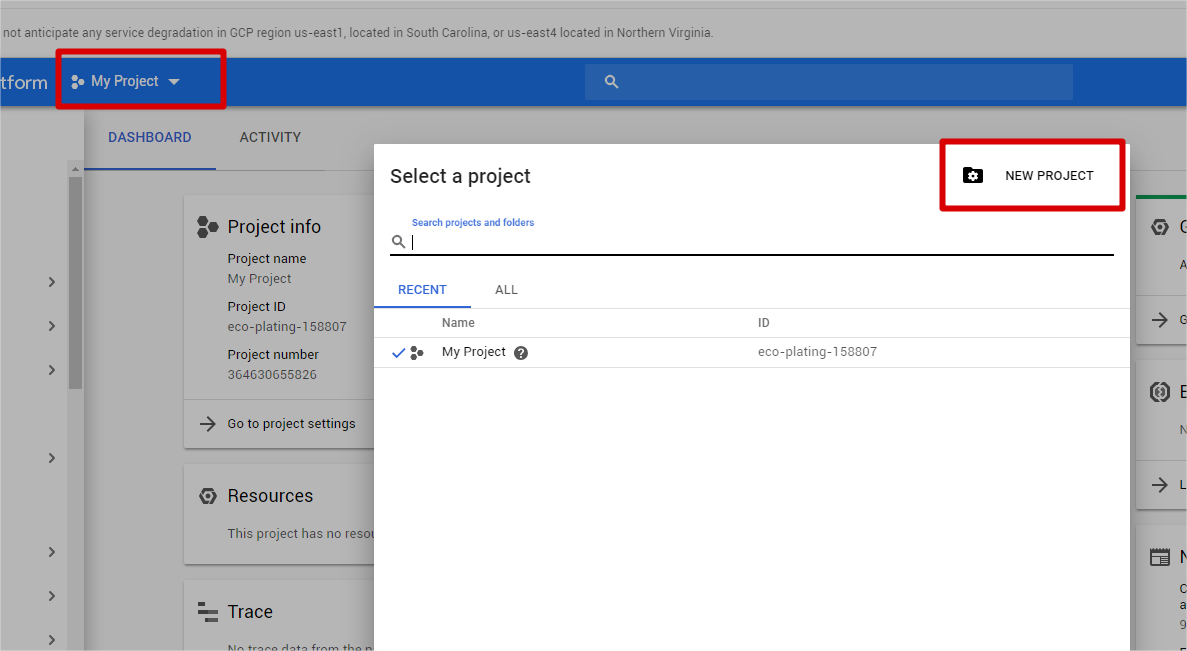 not anticipate any service degradation in GCP region us-east1, located in South Carolina, or us-east4 located in Northern Virginia.
tform My Project
DASHBOARD ACTIVITY
Select a project
NEW PROJECT
Search projects and folders
RECENT ALL
Name ID
My Project eco-plating-158807
Project info
Project name
My Project
Project ID
eco-plating-158807
Project number
364630655826
Go to project settings
Resources
This project has no resou
Trace
No trace data from the p
G
A
G
E
N
L
N
C
a
9